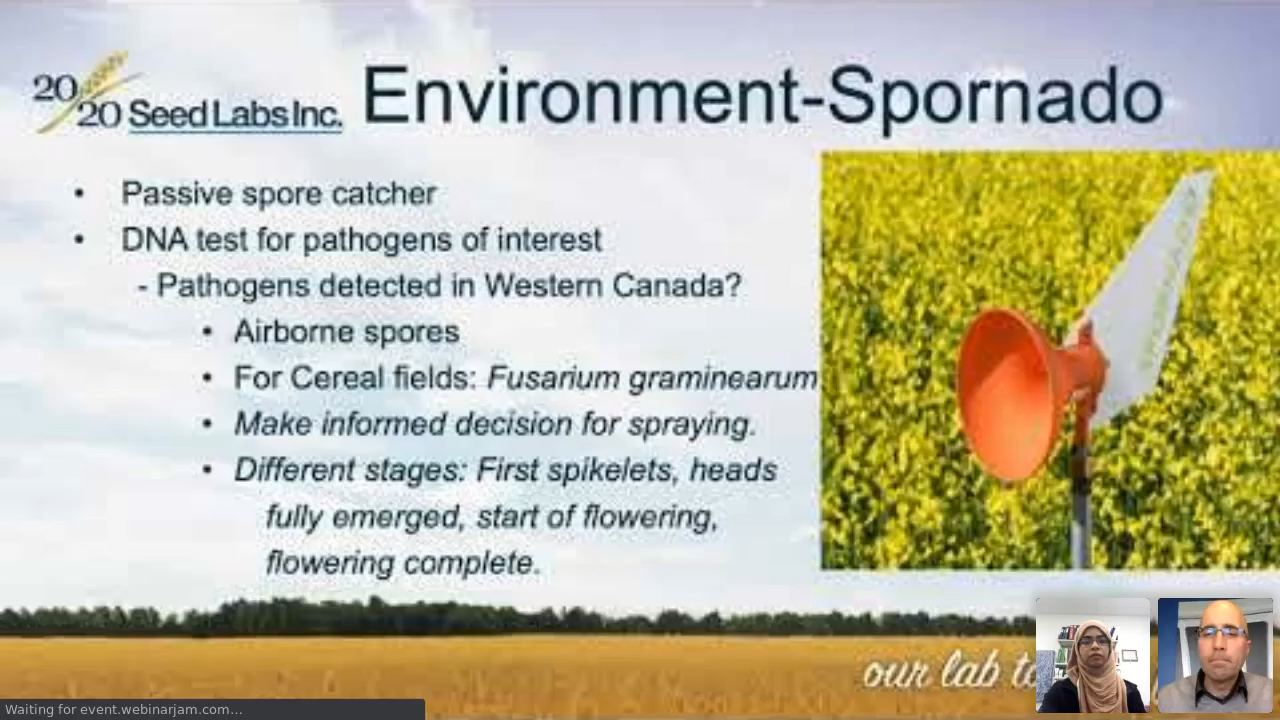 20/20 Seed Labs Inc.
Environment-Spornado
• Passive spore catcher
• DNA test for pathogens of interest
- Pathogens detected in Western Canada?
• Airborne spores
• For Cereal fields: Fusarium graminearum
• Make informed decision for spraying.
• Different stages: First spikelets, heads
fully emerged, start of flowering,
flowering complete.
our lab
Waiting for event.webinarjam.com…